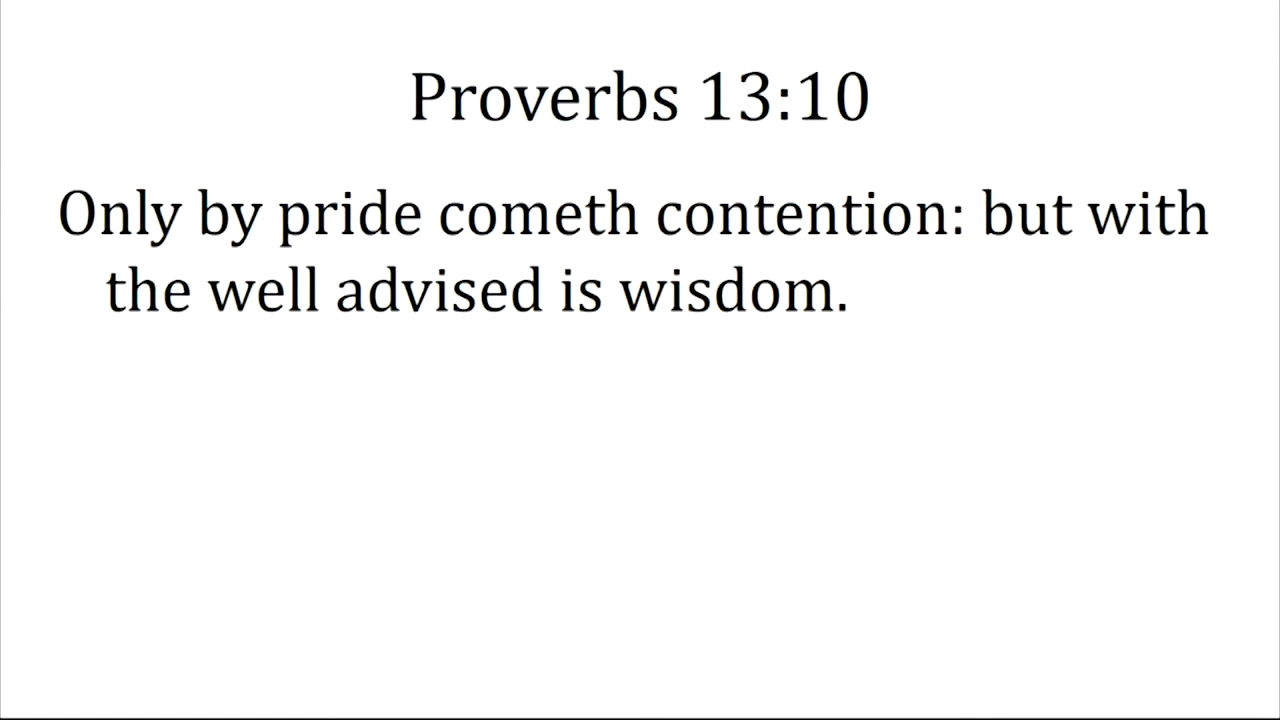 Proverbs 13:10
Only by pride cometh contention: but with
the well advised is wisdom.